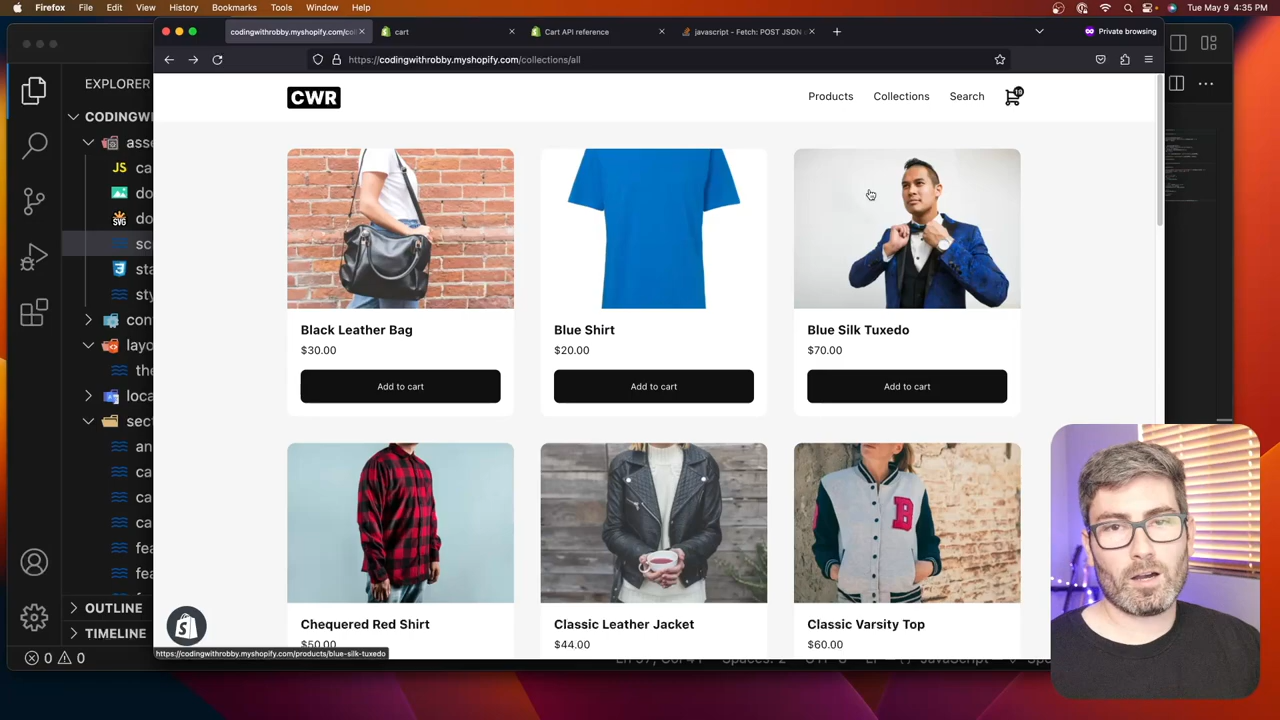 Firefox File Edit View History Bookmarks Tools Window Help
Tue May 9 4:35 PM
codingwithrobby.myshopify.com/col
cart
Cart API reference
javascript - Fetch: POST JSON
Private browsing
https://codingwithrobby.myshopify.com/collections/all
EXPLORER
CODINGW
asse
ca
do
do
sc
sta
sty
con
layo
the
loca
sect
an
ca
ca
ca
fea
fea
OUTLINE
TIMELINE
0 0
CWR
Products
Collections
Search
Black Leather Bag
$30.00
Add to cart
Blue Shirt
$20.00
Add to cart
Blue Silk Tuxedo
$70.00
Add to cart
B
Chequered Red Shirt
$50.00
Classic Leather Jacket
$44.00
Classic Varsity Top
$60.00
https://codingwithrobby.myshopify.com/products/blue-silk-tuxedo